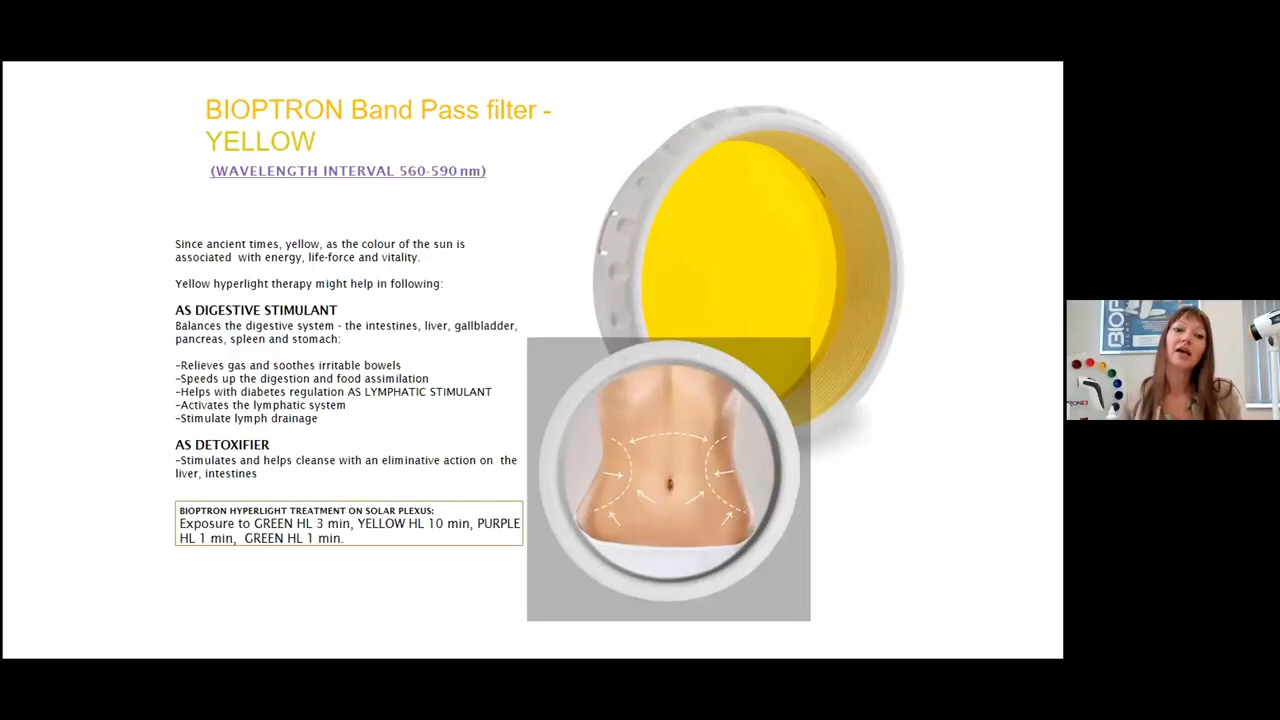 BIOPTRON Band Pass filter -
YELLOW
(WAVELENGTH INTERVAL 560-590 nm)
Since ancient times, yellow, as the colour of the sun is
associated with energy, life-force and vitality.
Yellow hyperlight therapy might help in following:
AS DIGESTIVE STIMULANT
Balances the digestive system - the intestines, liver, gallbladder,
pancreas, spleen and stomach:
-Relieves gas and soothes irritable bowels
-Speeds up the digestion and food assimilation
-Helps with diabetes regulation AS LYMPHATIC STIMULANT
-Activates the lymphatic system
-Stimulate lymph drainage
AS DETOXIFIER
-Stimulates and helps cleanse with an eliminative action on the
liver, intestines
BIOPTRON HYPERLIGHT TREATMENT ON SOLAR PLEXUS:
Exposure to GREEN HL 3 min, YELLOW HL 10 min, PURPLE
HL 1 min, GREEN HL 1 min.